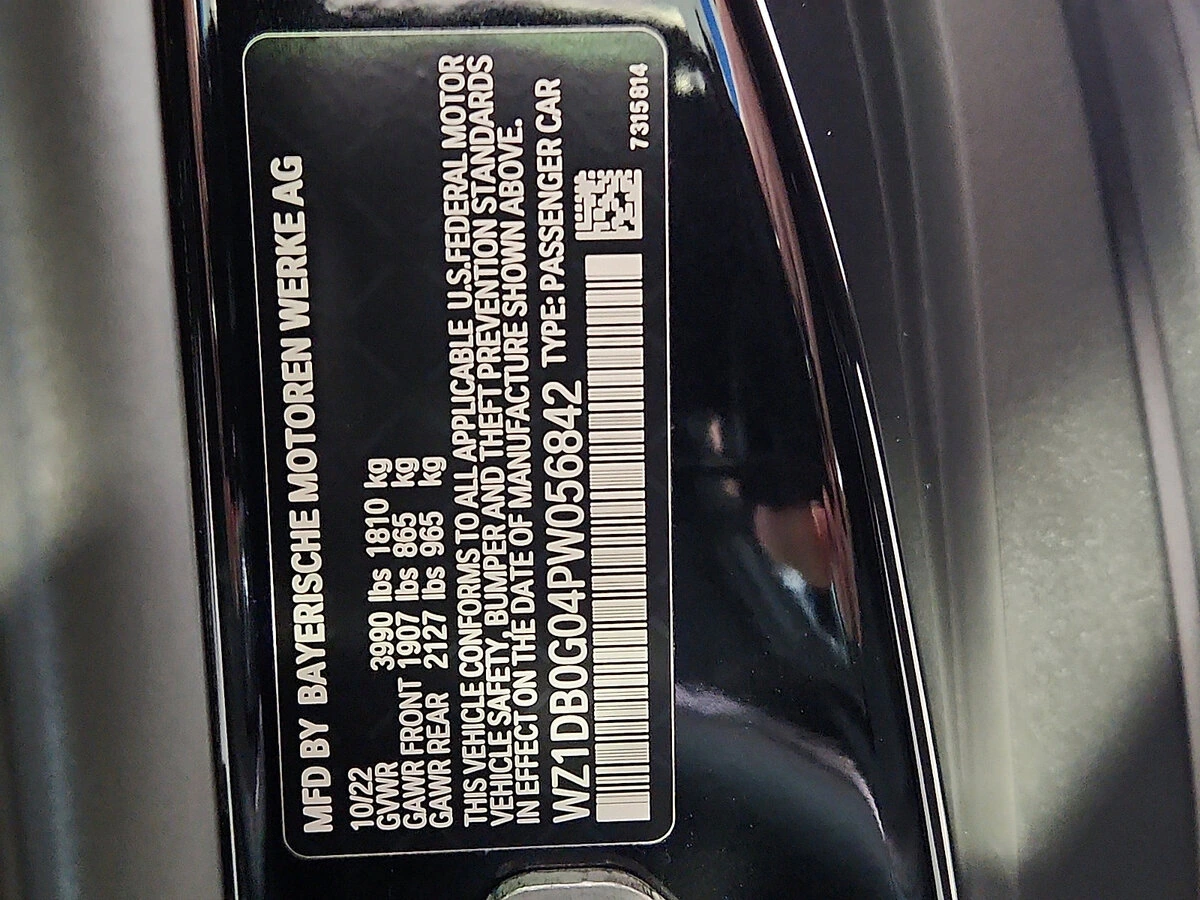 MFD BY BAYERISCHE MOTOREN WERKE AG
10/22
GVWR 3990 lbs 1810 kg
GAWR FRONT 1907 lbs 865 kg
GAWR REAR 2127 lbs 965 kg
THIS VEHICLE CONFORMS TO ALL APPLICABLE U.S.FEDERAL MOTOR
VEHICLE SAFETY, BUMPER AND THEFT PREVENTION STANDARDS
IN EFFECT ON THE DATE OF MANUFACTURE SHOWN ABOVE.
WZ1DB0G04PW056842 TYPE: PASSENGER CAR
7315814